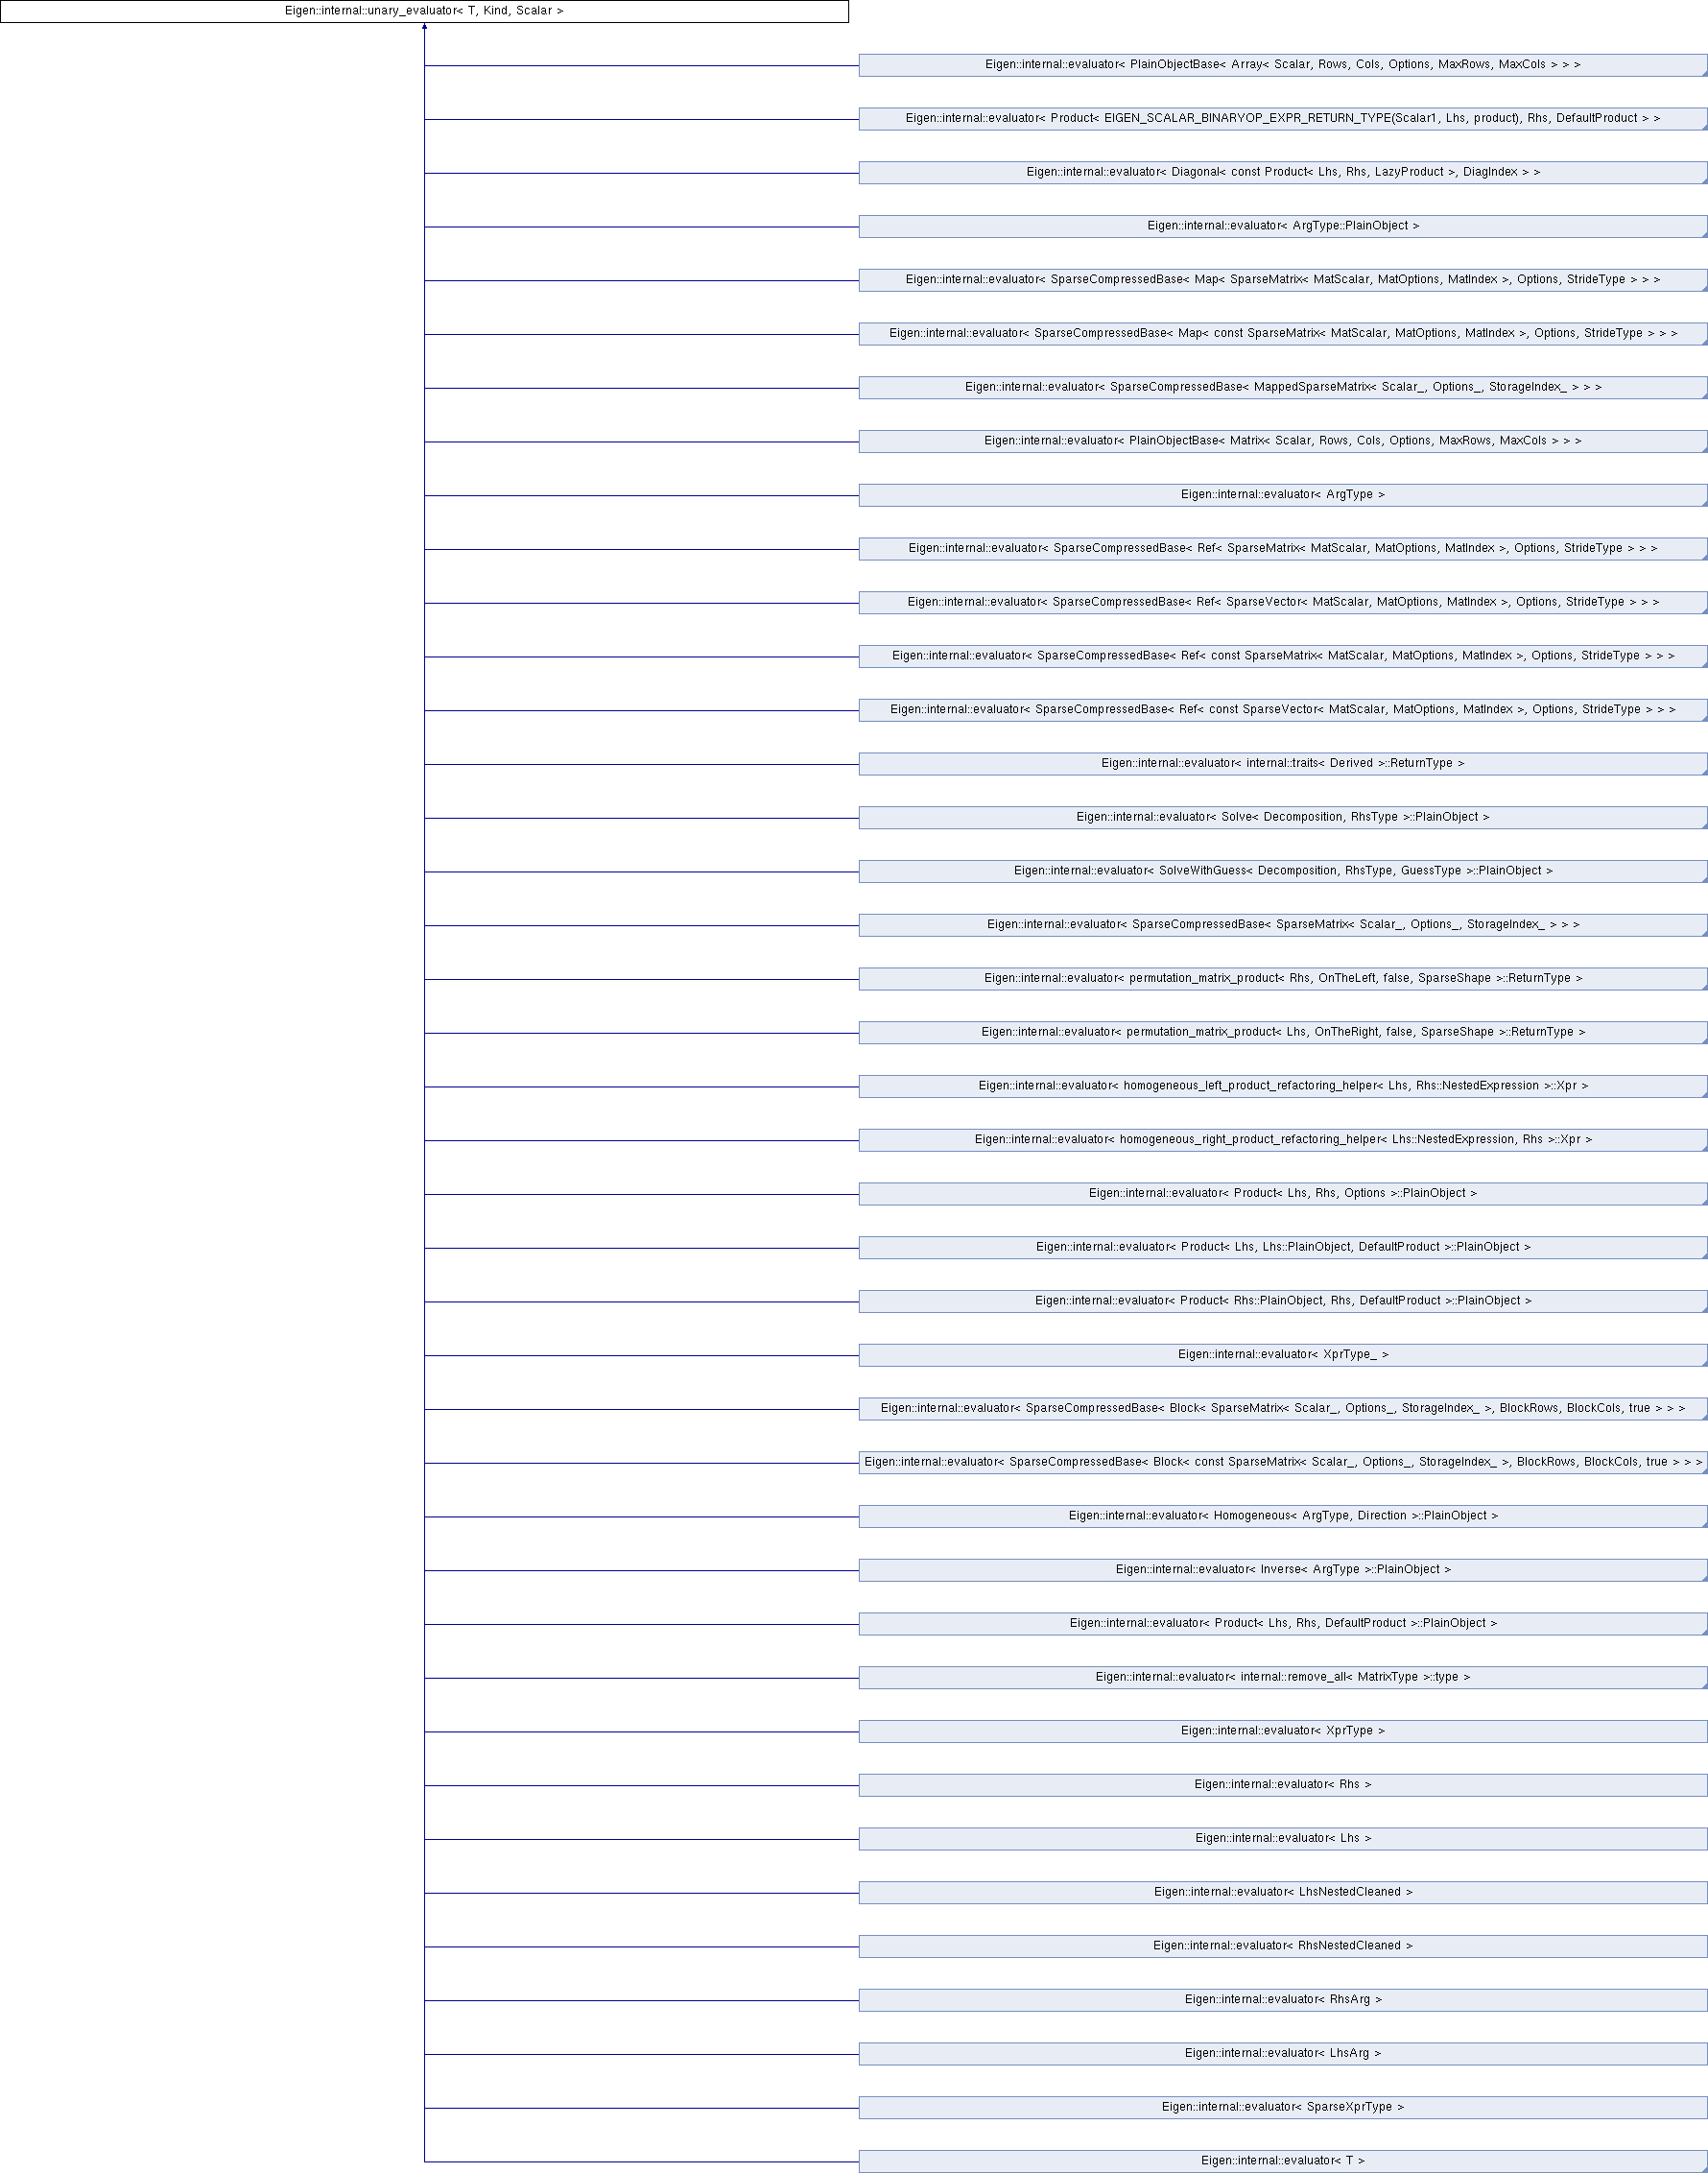 Eigen::internal::unary_evaluator< T, Kind, Scalar >
Eigen::internal::evaluator< PlainObjectBase< Array< Scalar, Rows, Cols, Options, MaxRows, MaxCols > > >
Eigen::internal::evaluator< Product< EIGEN_SCALAR_BINARYOP_EXPR_RETURN_TYPE(Scalar1, Lhs, product), Rhs, DefaultProduct > >
Eigen::internal::evaluator< Diagonal< const Product< Lhs, Rhs, LazyProduct >, DiagIndex > >
Eigen::internal::evaluator< ArgType::PlainObject >
Eigen::internal::evaluator< SparseCompressedBase< Map< SparseMatrix< MatScalar, MatOptions, MatIndex >, Options, StrideType > > >
Eigen::internal::evaluator< SparseCompressedBase< Map< const SparseMatrix< MatScalar, MatOptions, MatIndex >, Options, StrideType > > >
Eigen::internal::evaluator< SparseCompressedBase< MappedSparseMatrix< Scalar_, Options_, StorageIndex_ > > >
Eigen::internal::evaluator< PlainObjectBase< Matrix< Scalar, Rows, Cols, Options, MaxRows, MaxCols > > >
Eigen::internal::evaluator< ArgType >
Eigen::internal::evaluator< SparseCompressedBase< Ref< SparseMatrix< MatScalar, MatOptions, MatIndex >, Options, StrideType > > >
Eigen::internal::evaluator< SparseCompressedBase< Ref< SparseVector< MatScalar, MatOptions, MatIndex >, Options, StrideType > > >
Eigen::internal::evaluator< SparseCompressedBase< Ref< const SparseMatrix< MatScalar, MatOptions, MatIndex >, Options, StrideType > > >
Eigen::internal::evaluator< SparseCompressedBase< Ref< const SparseVector< MatScalar, MatOptions, MatIndex >, Options, StrideType > > >
Eigen::internal::evaluator< internal::traits< Derived >::ReturnType >
Eigen::internal::evaluator< Solve< Decomposition, RhsType >::PlainObject >
Eigen::internal::evaluator< SolveWithGuess< Decomposition, RhsType, GuessType >::PlainObject >
Eigen::internal::evaluator< SparseCompressedBase< SparseMatrix< Scalar_, Options_, StorageIndex_ > > >
Eigen::internal::evaluator< permutation_matrix_product< Rhs, OnTheLeft, false, SparseShape >::ReturnType >
Eigen::internal::evaluator< permutation_matrix_product< Lhs, OnTheRight, false, SparseShape >::ReturnType >
Eigen::internal::evaluator< homogeneous_left_product_refactoring_helper< Lhs, Rhs::NestedExpression >::Xpr >
Eigen::internal::evaluator< homogeneous_right_product_refactoring_helper< Lhs::NestedExpression, Rhs >::Xpr >
Eigen::internal::evaluator< Product< Lhs, Rhs, Options >::PlainObject >
Eigen::internal::evaluator< Product< Lhs, Lhs::PlainObject, DefaultProduct >::PlainObject >
Eigen::internal::evaluator< Product< Rhs::PlainObject, Rhs, DefaultProduct >::PlainObject >
Eigen::internal::evaluator< XprType_ >
Eigen::internal::evaluator< SparseCompressedBase< Block< SparseMatrix< Scalar_, Options_, StorageIndex_ >, BlockRows, BlockCols, true > > >
Eigen::internal::evaluator< SparseCompressedBase< Block< const SparseMatrix< Scalar_, Options_, StorageIndex_ >, BlockRows, BlockCols, true > > >
Eigen::internal::evaluator< Homogeneous< ArgType, Direction >::PlainObject >
Eigen::internal::evaluator< Inverse< ArgType >::PlainObject >
Eigen::internal::evaluator< Product< Lhs, Rhs, DefaultProduct >::PlainObject >
Eigen::internal::evaluator< internal::remove_all< MatrixType >::type >
Eigen::internal::evaluator< XprType >
Eigen::internal::evaluator< Rhs >
Eigen::internal::evaluator< Lhs >
Eigen::internal::evaluator< LhsNestedCleaned >
Eigen::internal::evaluator< RhsNestedCleaned >
Eigen::internal::evaluator< RhsArg >
Eigen::internal::evaluator< LhsArg >
Eigen::internal::evaluator< SparseXprType >
Eigen::internal::evaluator< T >